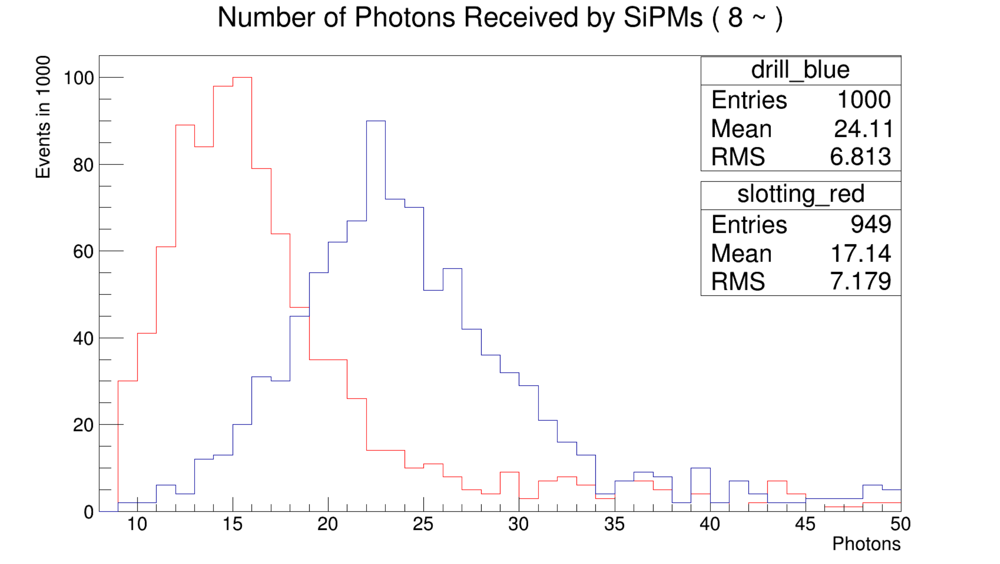 Number of Photons Received by SiPMs ( 8 ~ )
Events in 1000
100
80
60
40
20
0
drill_blue
Entries 1000
Mean 24.11
RMS 6.813
slotting_red
Entries 949
Mean 17.14
RMS 7.179
10 15 20 25 30 35 40 45 50
Photons